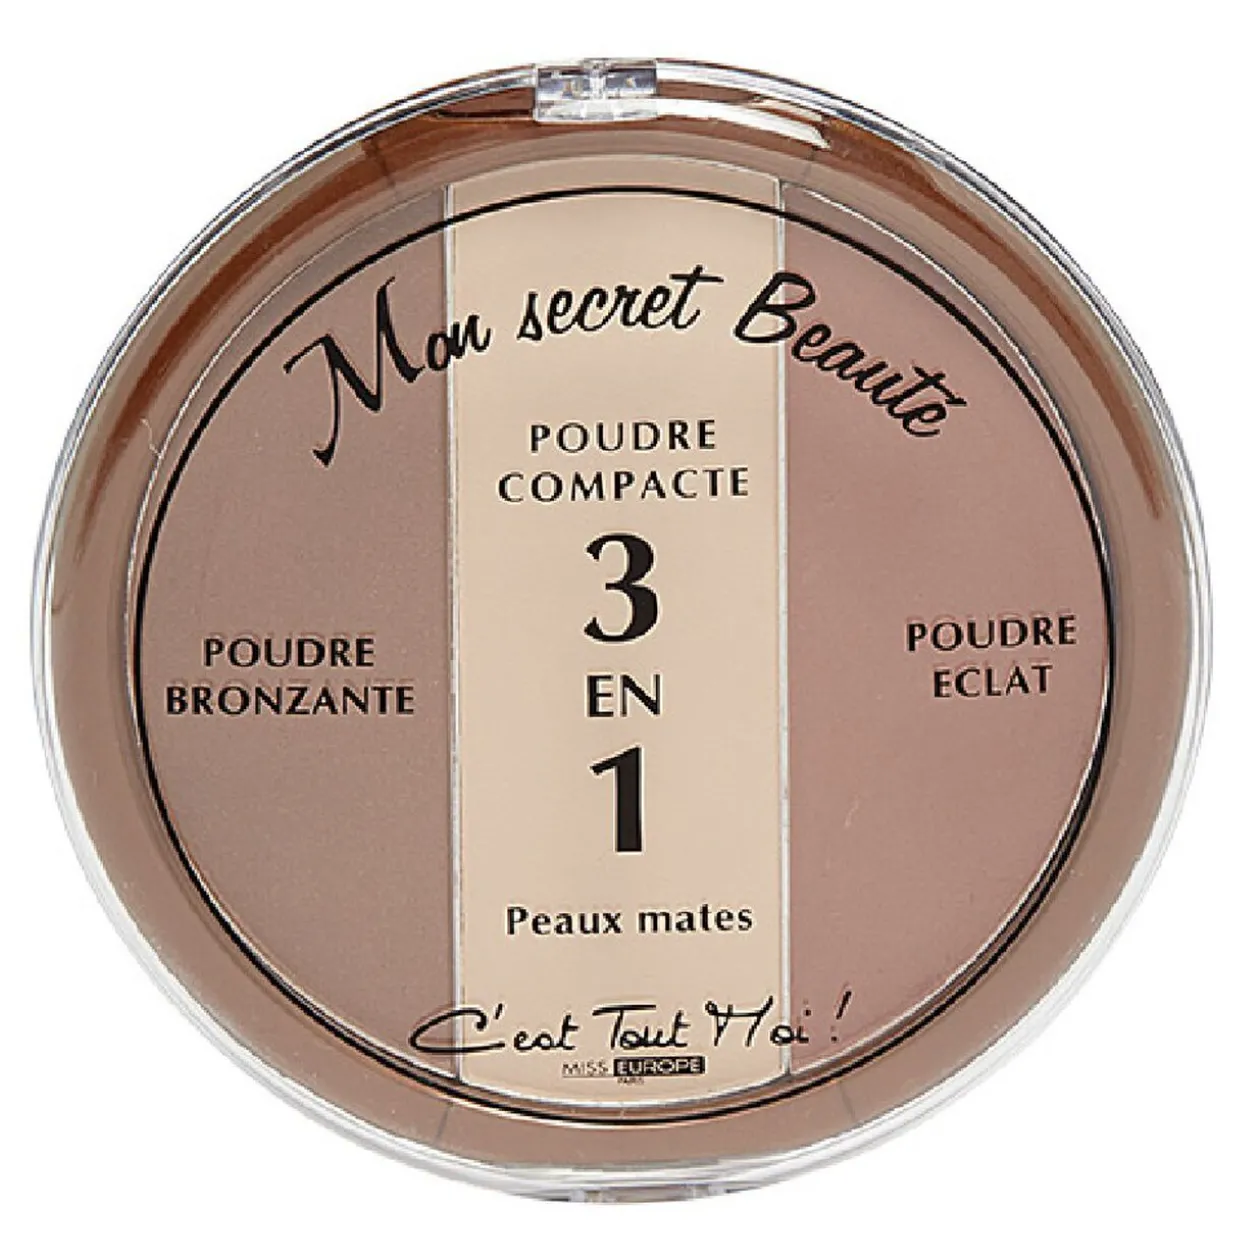 Mon secret Beauté
POUDRE
COMPACTE
3
EN
1
POUDRE
BRONZANTE
POUDRE
ECLAT
Peaux mates
C'est Tout Moi !
MISS EUROPE
PARIS